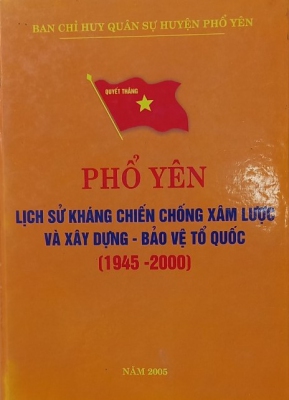 BAN CHỈ HUY QUÂN SỰ HUYỆN PHỔ YÊN
QUYẾT THẮNG
PHỔ YÊN
LỊCH SỬ KHÁNG CHIẾN CHỐNG XÂM LƯỢC
VÀ XÂY DỰNG - BẢO VỆ TỔ QUỐC
(1945 -2000)
NĂM 2005